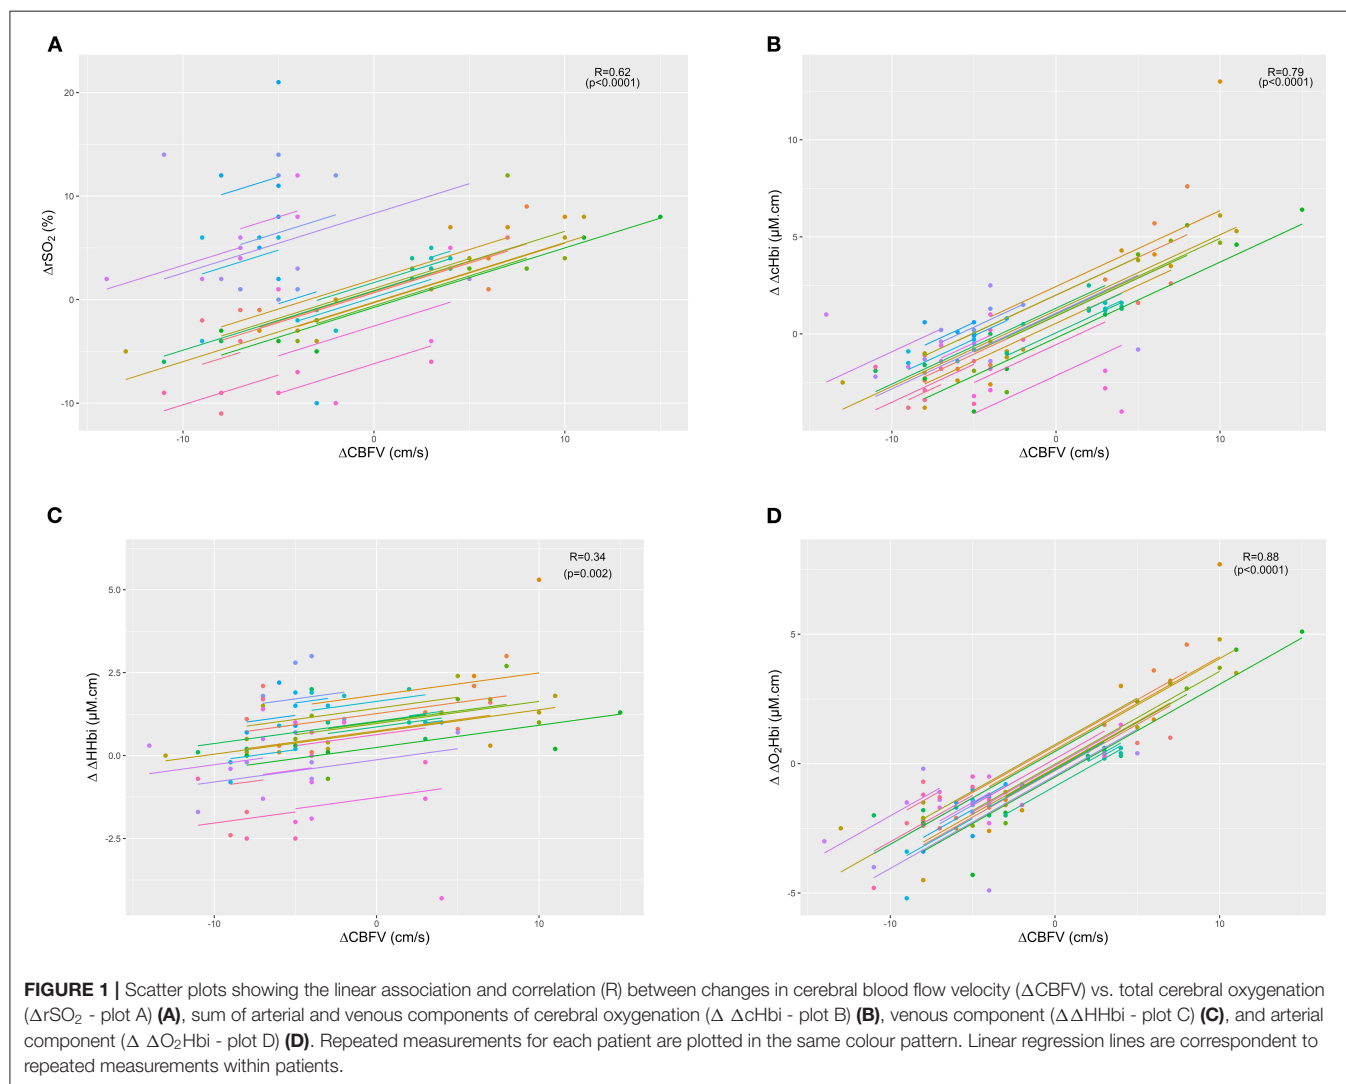 A
R=0.62
(p<0.0001)
20
10
0
-10
ΔrSO₂ (%)
-10
0
10
ΔCBFV (cm/s)
B
R=0.79
(p<0.0001)
10
5
0
Δ ΔcHbi (μM.cm)
-10
0
10
ΔCBFV (cm/s)
C
R=0.34
(p=0.002)
5.0
2.5
0.0
-2.5
Δ ΔHHbi (μM.cm)
-10
0
10
ΔCBFV (cm/s)
D
R=0.88
(p<0.0001)
5
0
-5
Δ ΔO₂Hbi (μM.cm)
-10
0
10
ΔCBFV (cm/s)
FIGURE 1 | Scatter plots showing the linear association and correlation (R) between changes in cerebral blood flow velocity (ΔCBFV) vs. total cerebral oxygenation
(ΔrSO₂ - plot A) (A), sum of arterial and venous components of cerebral oxygenation (Δ ΔcHbi - plot B) (B), venous component (ΔΔHHbi - plot C) (C), and arterial
component (Δ ΔO₂Hbi - plot D) (D). Repeated measurements for each patient are plotted in the same colour pattern. Linear regression lines are correspondent to
repeated measurements within patients.